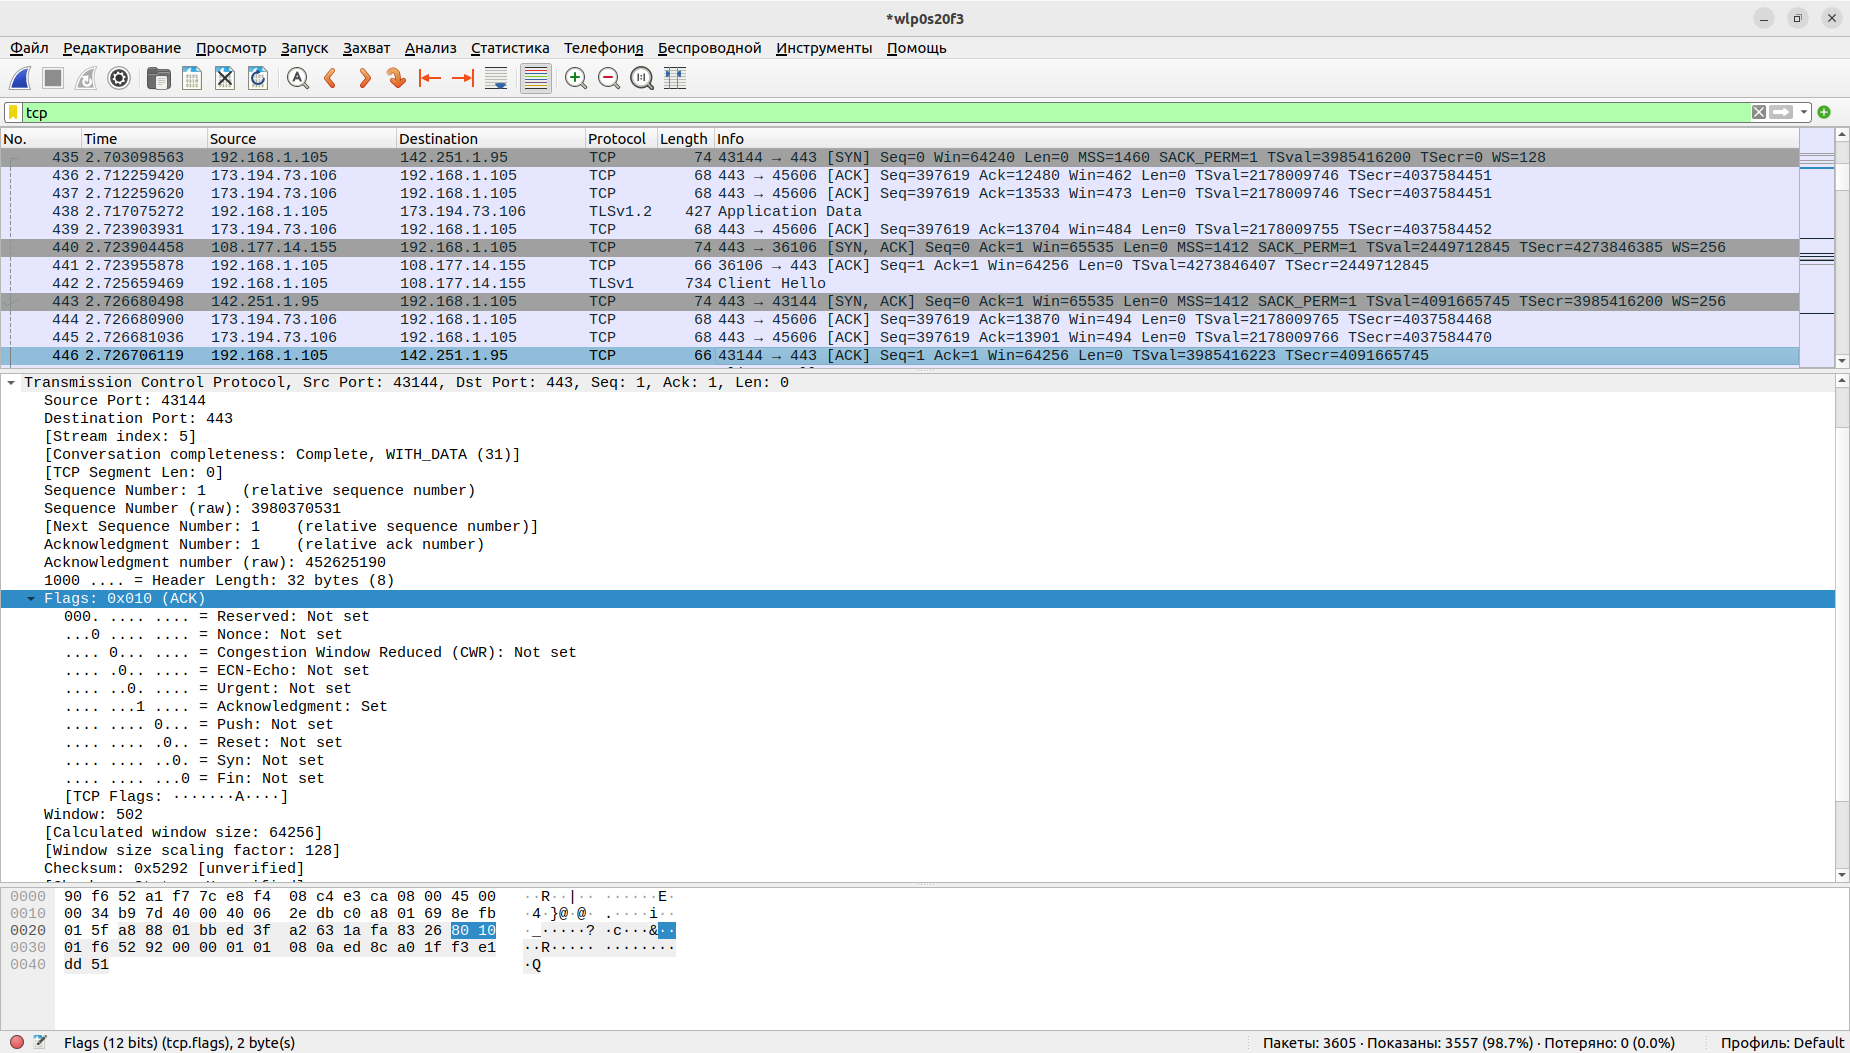 *wlp0s20f3
Файл Редактирование Просмотр Запуск Захват Анализ Статистика Телефония Беспроводной Инструменты Помощь
tcp
No. Time Source Destination Protocol Length Info
435 2.703098563 192.168.1.105 142.251.1.95 TCP 74 43144 → 443 [SYN] Seq=0 Win=64240 Len=0 MSS=1460 SACK_PERM=1 TSval=3985416200 TSecr=0 WS=128
436 2.712259420 173.194.73.106 192.168.1.105 TCP 68 443 → 45606 [ACK] Seq=397619 Ack=12480 Win=462 Len=0 TSval=2178009746 TSecr=4037584451
437 2.712259620 173.194.73.106 192.168.1.105 TCP 68 443 → 45606 [ACK] Seq=397619 Ack=13533 Win=473 Len=0 TSval=2178009746 TSecr=4037584451
438 2.717075272 192.168.1.105 173.194.73.106 TLSv1.2 427 Application Data
439 2.723903931 173.194.73.106 192.168.1.105 TCP 68 443 → 45606 [ACK] Seq=397619 Ack=13704 Win=484 Len=0 TSval=2178009755 TSecr=4037584452
440 2.723904458 108.177.14.155 192.168.1.105 TCP 74 443 → 36106 [SYN, ACK] Seq=0 Ack=1 Win=65535 Len=0 MSS=1412 SACK_PERM=1 TSval=2449712845 TSecr=4273846385 WS=256
441 2.723955878 192.168.1.105 108.177.14.155 TCP 66 36106 → 443 [ACK] Seq=1 Ack=1 Win=64256 Len=0 TSval=4273846407 TSecr=2449712845
442 2.725659469 192.168.1.105 108.177.14.155 TLSv1 734 Client Hello
443 2.726680498 142.251.1.95 192.168.1.105 TCP 74 443 → 43144 [SYN, ACK] Seq=0 Ack=1 Win=65535 Len=0 MSS=1412 SACK_PERM=1 TSval=4091665745 TSecr=3985416200 WS=256
444 2.726680900 173.194.73.106 192.168.1.105 TCP 68 443 → 45606 [ACK] Seq=397619 Ack=13870 Win=494 Len=0 TSval=2178009765 TSecr=4037584468
445 2.726681036 173.194.73.106 192.168.1.105 TCP 68 443 → 45606 [ACK] Seq=397619 Ack=13901 Win=494 Len=0 TSval=2178009766 TSecr=4037584470
446 2.726706119 192.168.1.105 142.251.1.95 TCP 66 43144 → 443 [ACK] Seq=1 Ack=1 Win=64256 Len=0 TSval=3985416223 TSecr=4091665745
Transmission Control Protocol, Src Port: 43144, Dst Port: 443, Seq: 1, Ack: 1, Len: 0
Source Port: 43144
Destination Port: 443
[Stream index: 5]
[Conversation completeness: Complete, WITH_DATA (31)]
[TCP Segment Len: 0]
Sequence Number: 1 (relative sequence number)
Sequence Number (raw): 3980370531
[Next Sequence Number: 1 (relative sequence number)]
Acknowledgment Number: 1 (relative ack number)
Acknowledgment number (raw): 452625190
1000 .... = Header Length: 32 bytes (8)
Flags: 0x010 (ACK)
000. .... .... = Reserved: Not set
...0 .... .... = Nonce: Not set
.... 0... .... = Congestion Window Reduced (CWR): Not set
.... .0.. .... = ECN-Echo: Not set
.... ..0. .... = Urgent: Not set
.... ...1 .... = Acknowledgment: Set
.... .... 0... = Push: Not set
.... .... .0.. = Reset: Not set
.... .... ..0. = Syn: Not set
.... .... ...0 = Fin: Not set
[TCP Flags: ·······A····]
Window: 502
[Calculated window size: 64256]
[Window size scaling factor: 128]
Checksum: 0x5292 [unverified]
0000 90 f6 52 a1 f7 7c e8 f4 08 c4 e3 ca 08 00 45 00 ··R··|·· ······E·
0010 00 34 b9 7d 40 00 40 06 2e db c0 a8 01 69 8e fb ·4·}@·@· .····i··
0020 01 5f a8 88 01 bb ed 3f a2 63 1a fa 83 26 80 10 ·_·····? ·c···&··
0030 01 f6 52 92 00 00 01 01 08 0a ed 8c a0 1f f3 e1 ··R····· ········
0040 dd 51 ·Q
Flags (12 bits) (tcp.flags), 2 byte(s) Пакеты: 3605 · Показаны: 3557 (98.7%) · Потеряно: 0 (0.0%) Профиль: Default